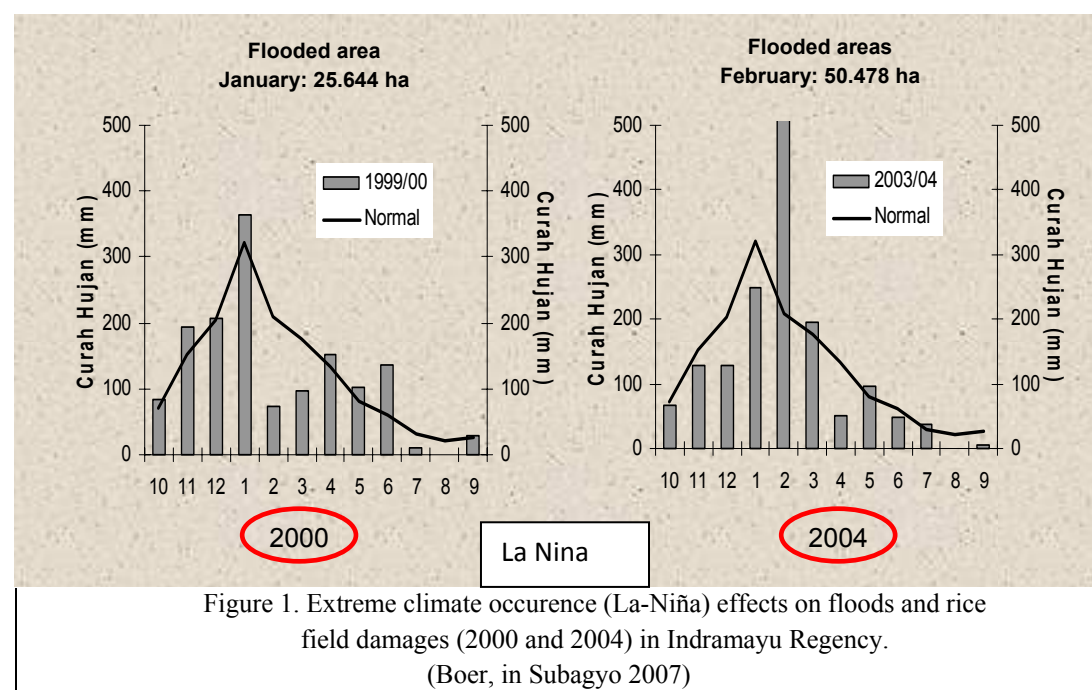 Flooded area
January: 25.644 ha
500
400
300
200
100
0
Curah Hujan (mm)
1999/00
Normal
500
400
300
200
100
0
Curah Hujan (mm)
10 11 12 1 2 3 4 5 6 7 8 9
2000
Flooded areas
February: 50.478 ha
500
400
300
200
100
0
Curah Hujan (mm)
2003/04
Normal
500
400
300
200
100
0
Curah Hujan (mm)
10 11 12 1 2 3 4 5 6 7 8 9
2004
La Nina
Figure 1. Extreme climate occurence (La-Niña) effects on floods and rice
field damages (2000 and 2004) in Indramayu Regency.
(Boer, in Subagyo 2007)